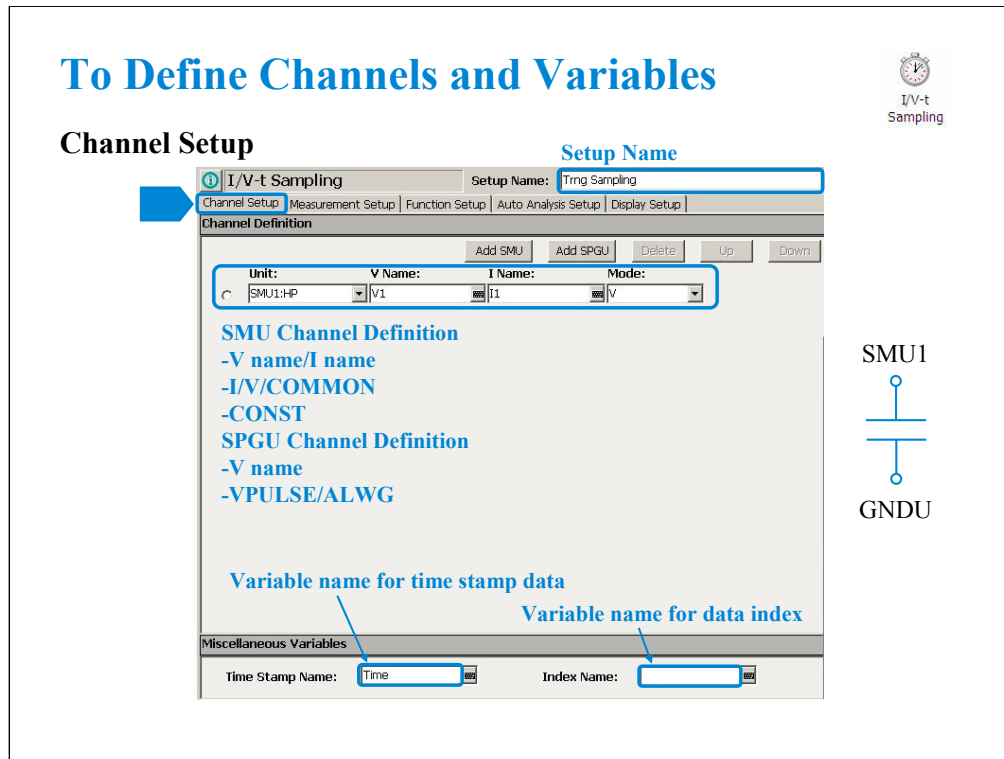 To Define Channels and Variables
I/V-t
Sampling
Channel Setup
Setup Name
I/V-t Sampling
Setup Name: Trng Sampling
Channel Setup Measurement Setup Function Setup Auto Analysis Setup Display Setup
Channel Definition
Add SMU Add SPGU Delete Up Down
Unit: V Name: I Name: Mode:
SMU1:HP V1 I1 V
SMU Channel Definition
-V name/I name
-I/V/COMMON
-CONST
SPGU Channel Definition
-V name
-VPULSE/ALWG
SMU1
GNDU
Variable name for time stamp data
Variable name for data index
Miscellaneous Variables
Time Stamp Name: Time Index Name: